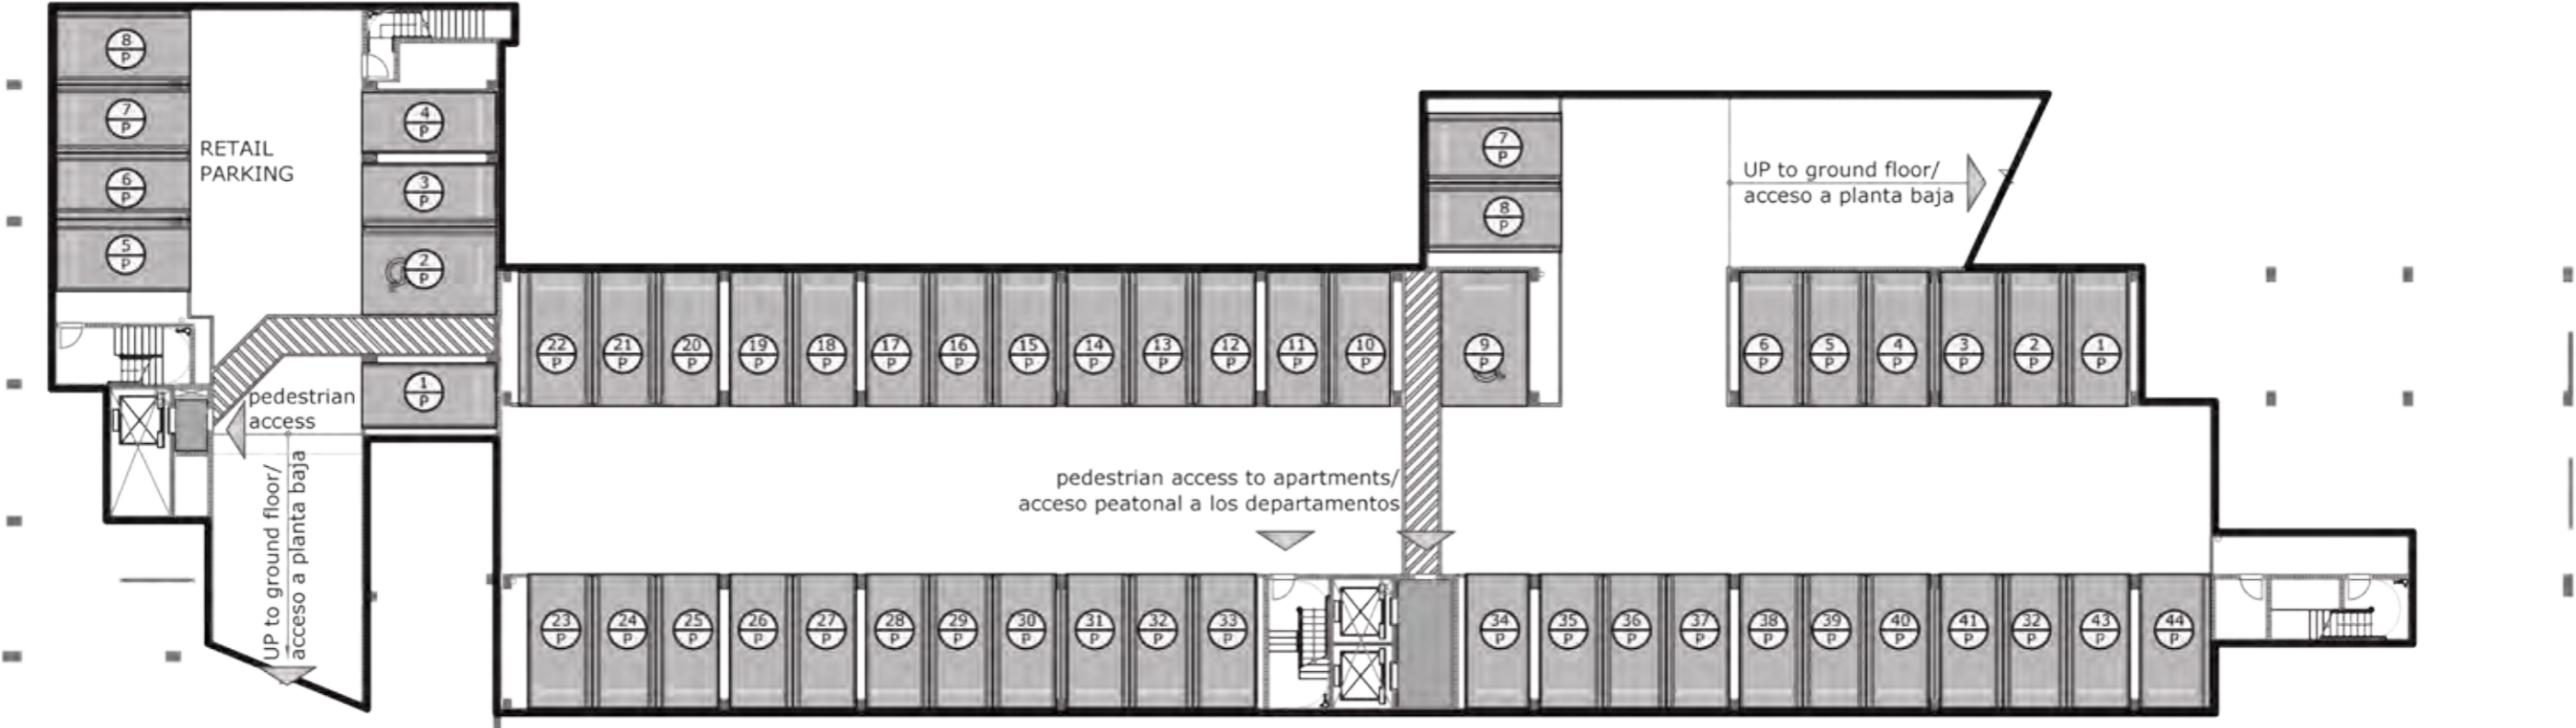 8
P
7
P
6
P
5
P
RETAIL
PARKING
4
P
3
P
2
P
1
P
pedestrian
access
UP to ground floor/
acceso a planta baja
7
P
8
P
UP to ground floor/
acceso a planta baja
22 21 20 19 18 17 16 15 14 13 12 11 10 9 6 5 4 3 2 1
P P P P P P P P P P P P P P P P P P P P
pedestrian access to apartments/
acceso peatonal a los departamentos
23 24 25 26 27 28 29 30 31 32 33 34 35 36 37 38 39 40 41 32 43 44
P P P P P P P P P P P P P P P P P P P P P P